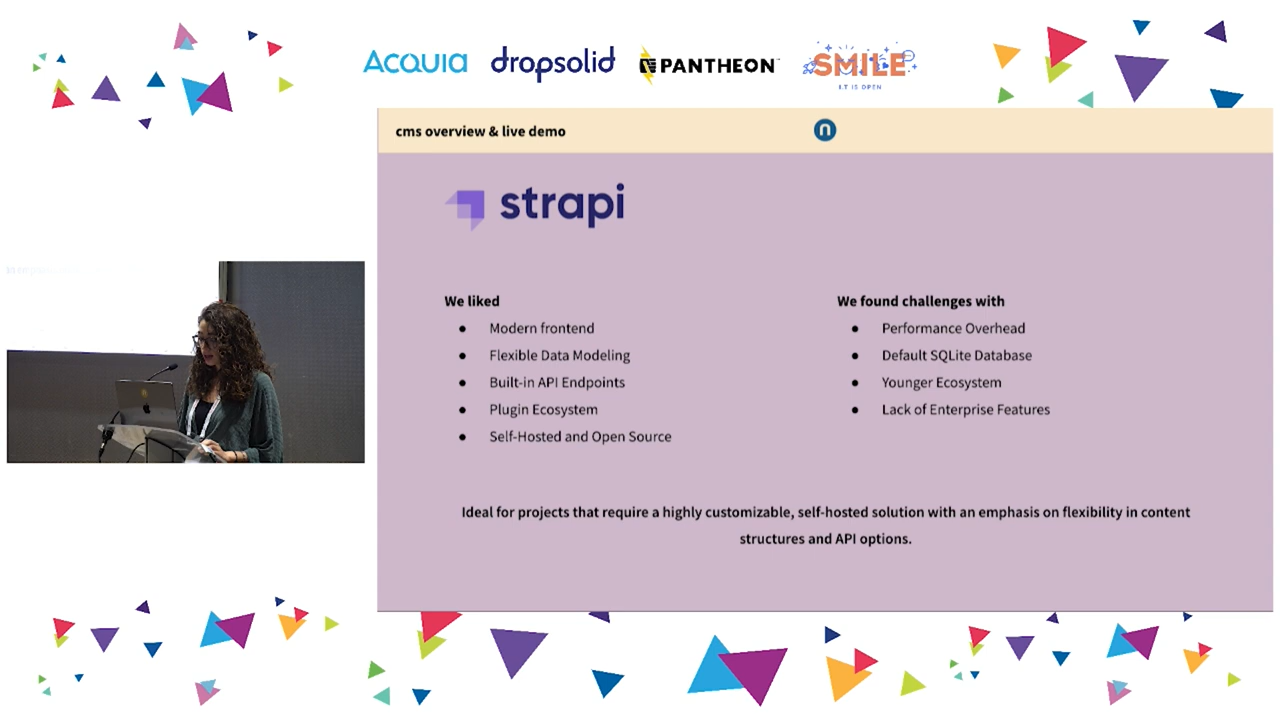 ACQUIA
dropsolid
PANTHEON
SMILE
I.T IS OPEN
cms overview & live demo
n
strapi
We liked
● Modern frontend
● Flexible Data Modeling
● Built-in API Endpoints
● Plugin Ecosystem
● Self-Hosted and Open Source
We found challenges with
● Performance Overhead
● Default SQLite Database
● Younger Ecosystem
● Lack of Enterprise Features
Ideal for projects that require a highly customizable, self-hosted solution with an emphasis on flexibility in content
structures and API options.